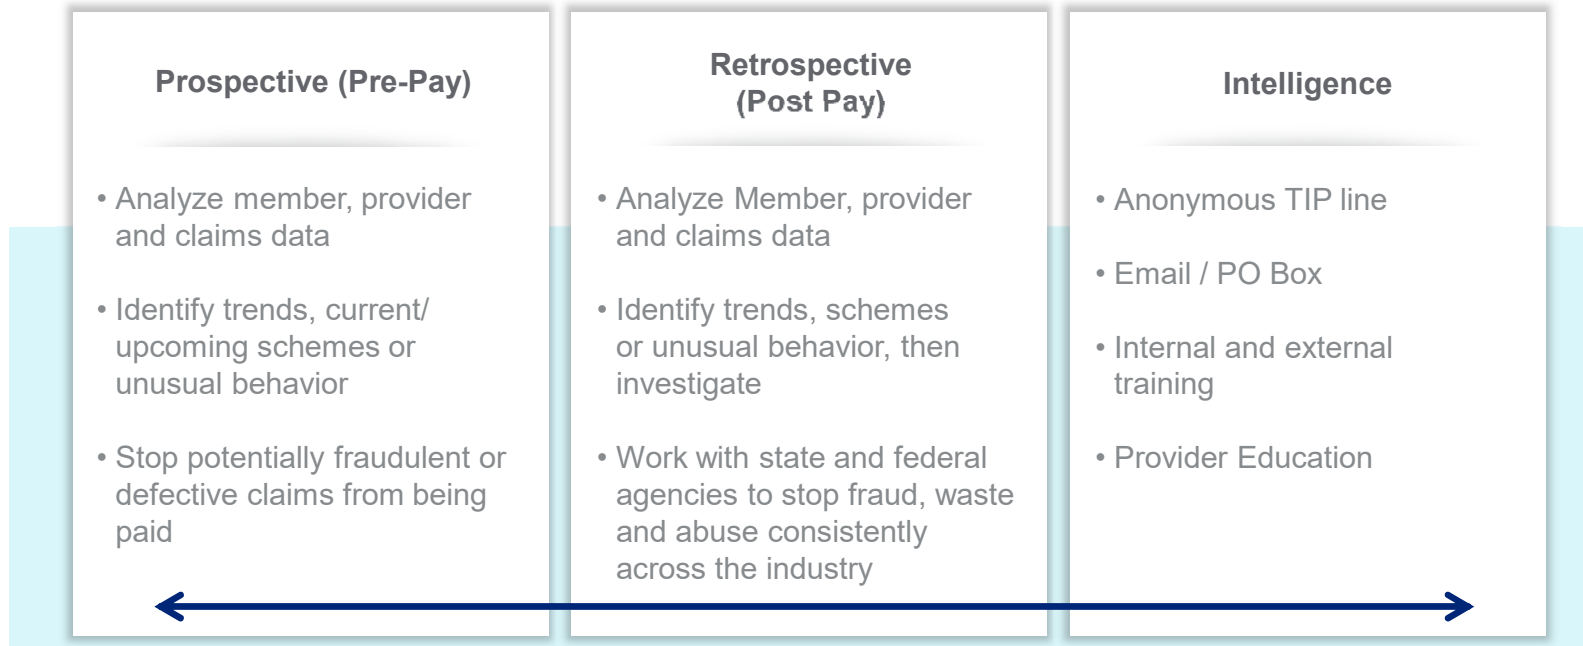 Prospective (Pre-Pay)
• Analyze member, provider
and claims data
• Identify trends, current/
upcoming schemes or
unusual behavior
• Stop potentially fraudulent or
defective claims from being
paid
Retrospective
(Post Pay)
• Analyze Member, provider
and claims data
• Identify trends, schemes
or unusual behavior, then
investigate
• Work with state and federal
agencies to stop fraud, waste
and abuse consistently
across the industry
Intelligence
• Anonymous TIP line
• Email / PO Box
• Internal and external
training
• Provider Education